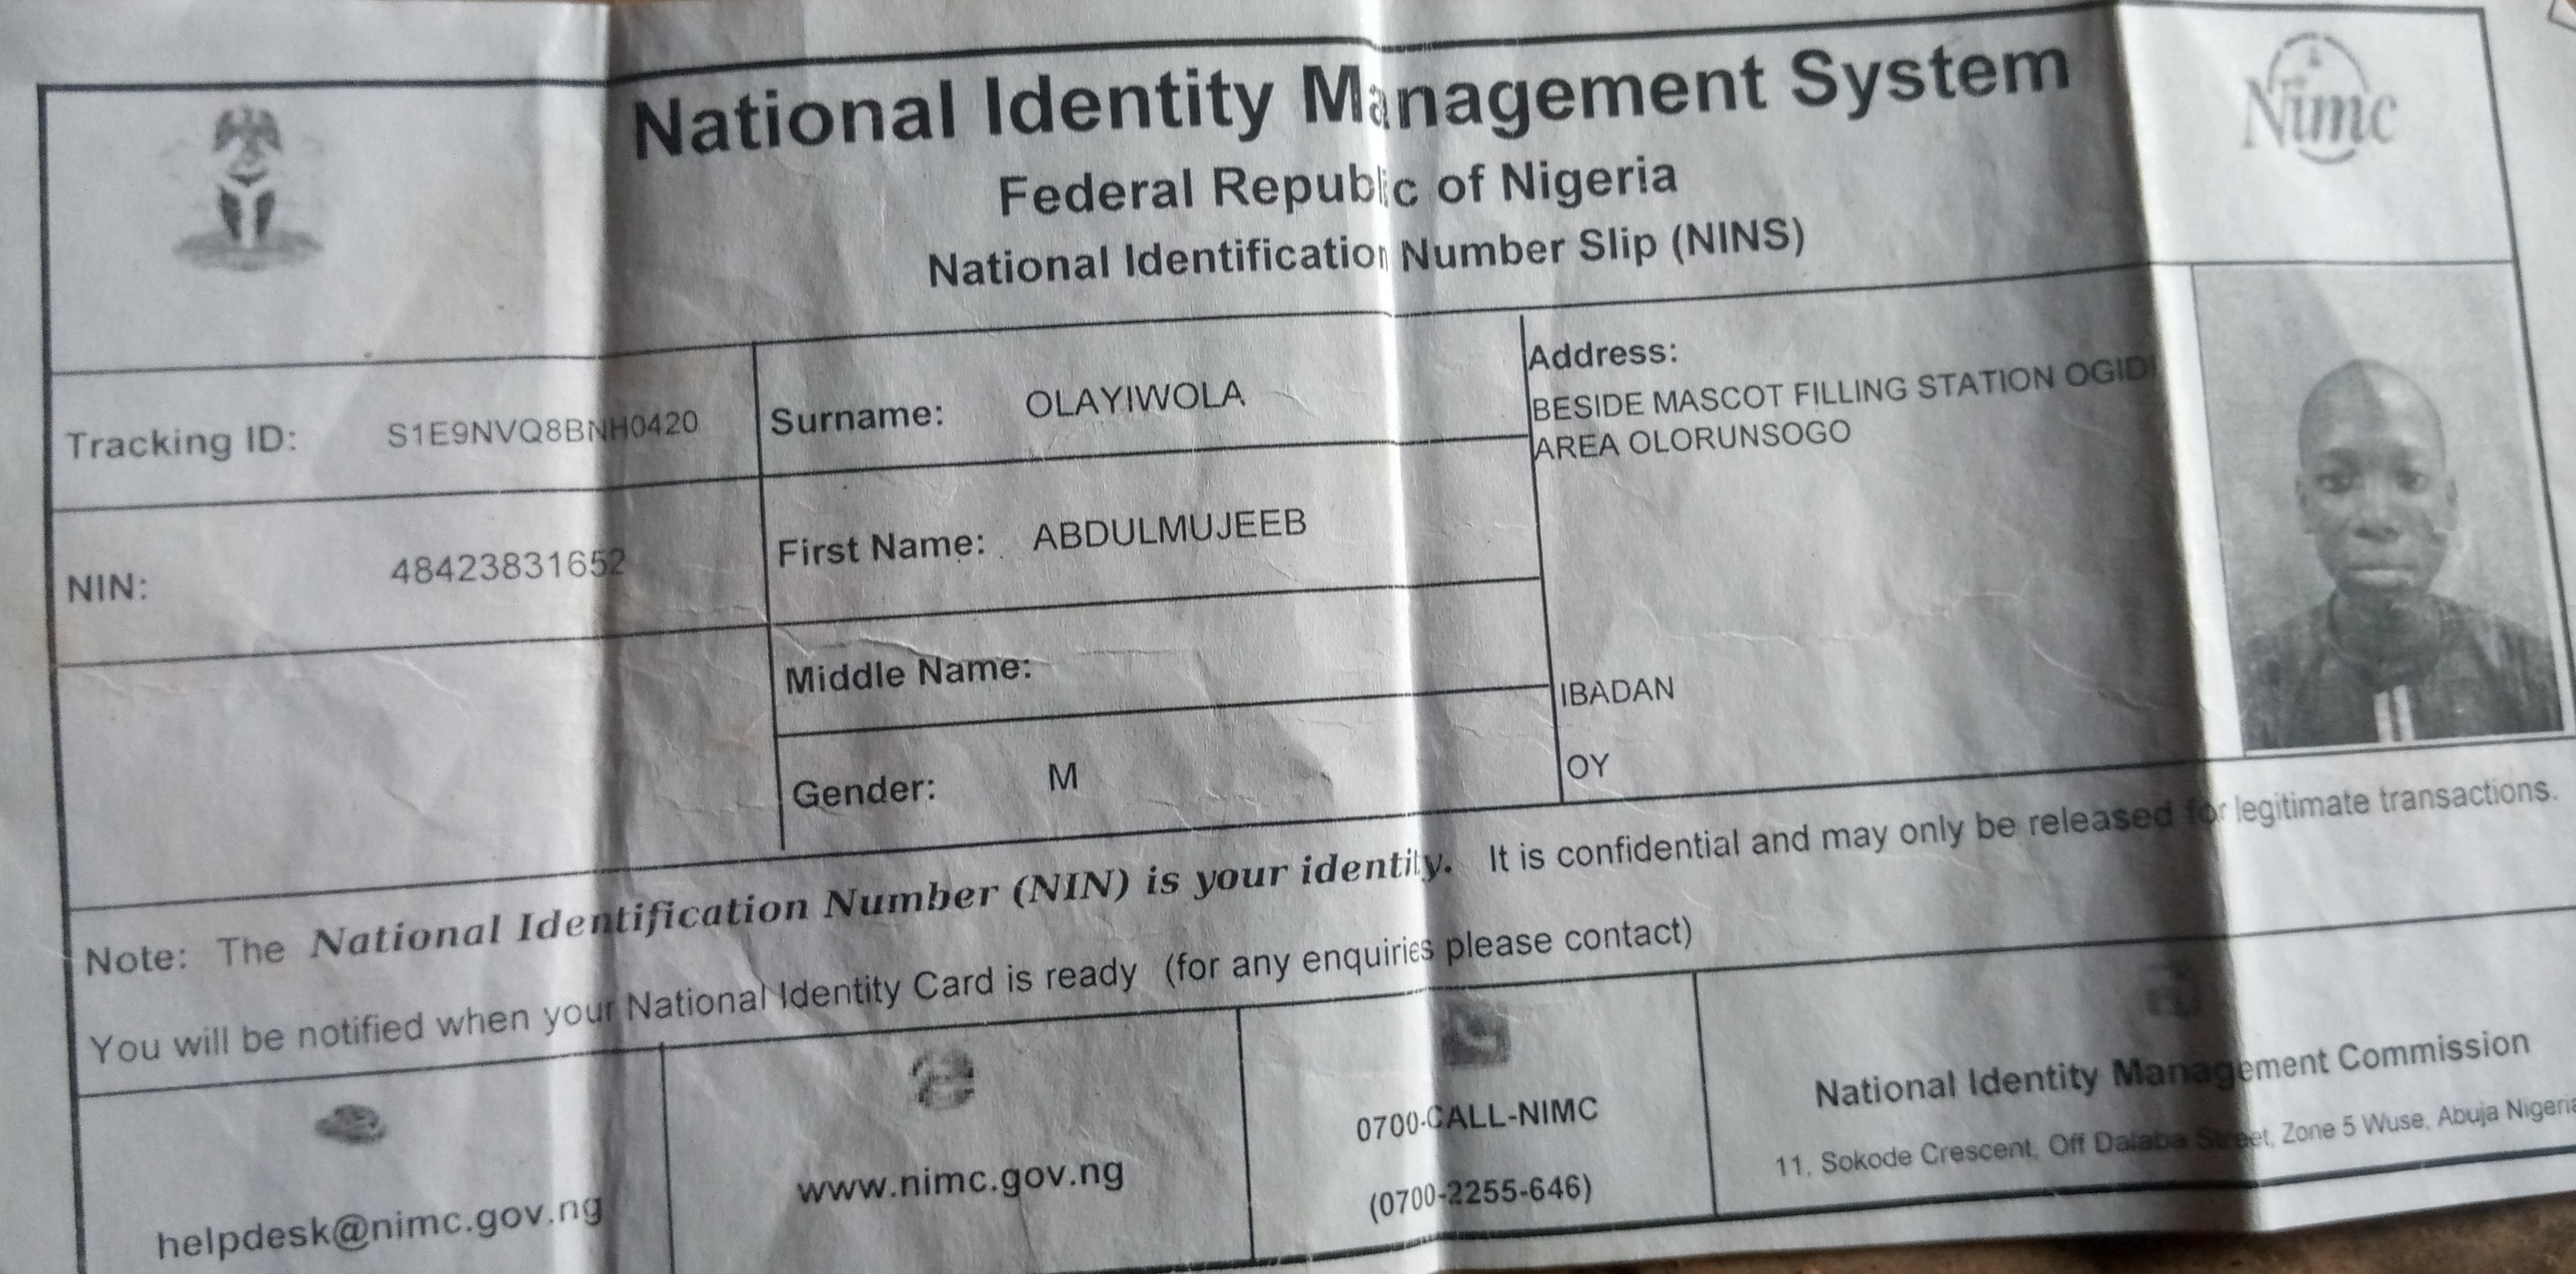 National Identity Management System
Federal Republic of Nigeria
National Identification Number Slip (NINS)
Nimc
Tracking ID: S1E9NVQ8BNH0420
Surname: OLAYIWOLA
Address:
BESIDE MASCOT FILLING STATION OGIDI
AREA OLORUNSOGO
NIN: 48423831652
First Name: ABDULMUJEEB
Middle Name:
IBADAN
Gender: M
OY
Note: The National Identification Number (NIN) is your identity. It is confidential and may only be released for legitimate transactions.
You will be notified when your National Identity Card is ready (for any enquiries please contact)
helpdesk@nimc.gov.ng
www.nimc.gov.ng
0700-CALL-NIMC
(0700-2255-646)
National Identity Management Commission
11, Sokode Crescent, Off Dalaba Street, Zone 5 Wuse, Abuja Nigeria